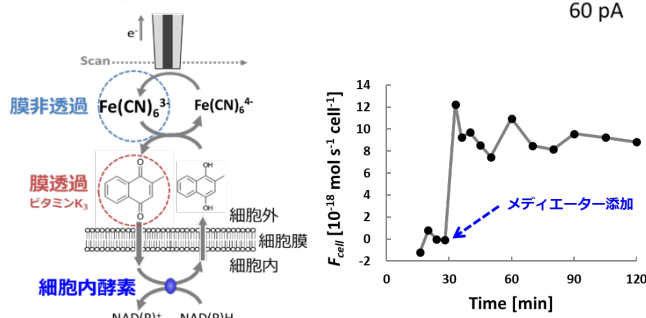 60 pA
e-
Scan
膜非透過
Fe(CN)₆³⁻
Fe(CN)₆⁴⁻
膜透過
ビタミンK₃
O
O
OH
OH
細胞外
細胞膜
細胞内
細胞内酵素
NAD(P)⁺ NAD(P)H
F_cell [10⁻¹⁸ mol s⁻¹ cell⁻¹]
14
12
10
8
6
4
2
0
-2
メディエーター添加
0 30 60 90 120
Time [min]